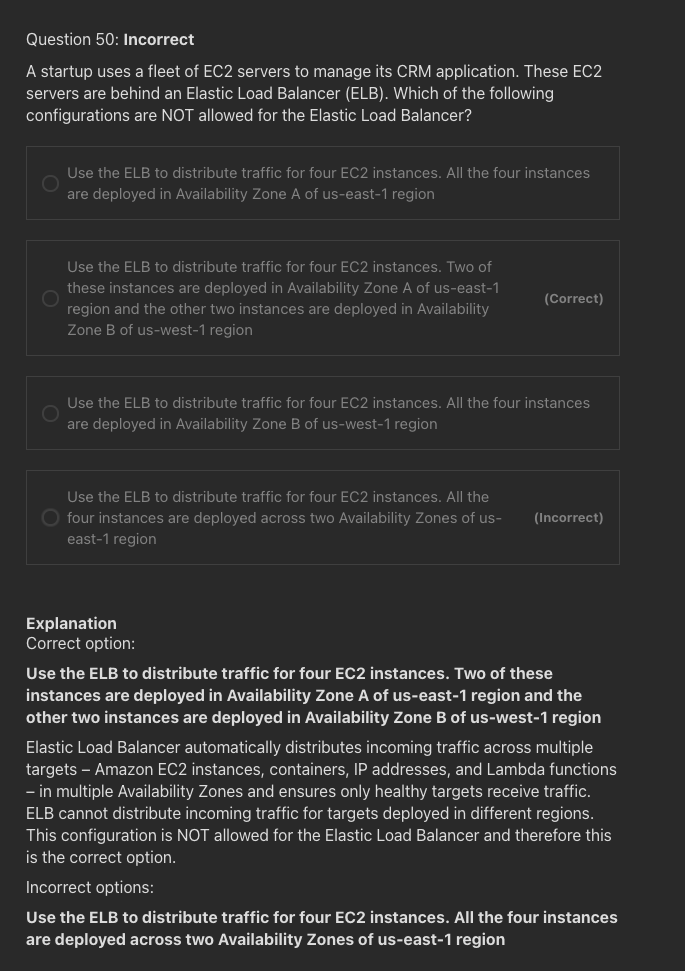 Question 50: Incorrect
A startup uses a fleet of EC2 servers to manage its CRM application. These EC2
servers are behind an Elastic Load Balancer (ELB). Which of the following
configurations are NOT allowed for the Elastic Load Balancer?
Use the ELB to distribute traffic for four EC2 instances. All the four instances
are deployed in Availability Zone A of us-east-1 region
Use the ELB to distribute traffic for four EC2 instances. Two of
these instances are deployed in Availability Zone A of us-east-1
region and the other two instances are deployed in Availability
Zone B of us-west-1 region
(Correct)
Use the ELB to distribute traffic for four EC2 instances. All the four instances
are deployed in Availability Zone B of us-west-1 region
Use the ELB to distribute traffic for four EC2 instances. All the
four instances are deployed across two Availability Zones of us-
east-1 region
(Incorrect)
Explanation
Correct option:
Use the ELB to distribute traffic for four EC2 instances. Two of these
instances are deployed in Availability Zone A of us-east-1 region and the
other two instances are deployed in Availability Zone B of us-west-1 region
Elastic Load Balancer automatically distributes incoming traffic across multiple
targets – Amazon EC2 instances, containers, IP addresses, and Lambda functions
– in multiple Availability Zones and ensures only healthy targets receive traffic.
ELB cannot distribute incoming traffic for targets deployed in different regions.
This configuration is NOT allowed for the Elastic Load Balancer and therefore this
is the correct option.
Incorrect options:
Use the ELB to distribute traffic for four EC2 instances. All the four instances
are deployed across two Availability Zones of us-east-1 region